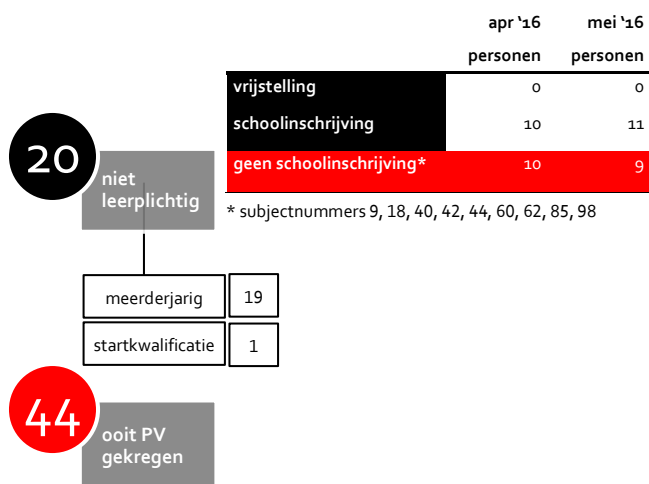 apr ‘16 mei ‘16
personen personen
vrijstelling 0 0
schoolinschrijving 10 11
geen schoolinschrijving* 10 9
* subjectnummers 9, 18, 40, 42, 44, 60, 62, 85, 98
20
niet
leerplichtig
meerderjarig 19
startkwalificatie 1
44
ooit PV
gekregen